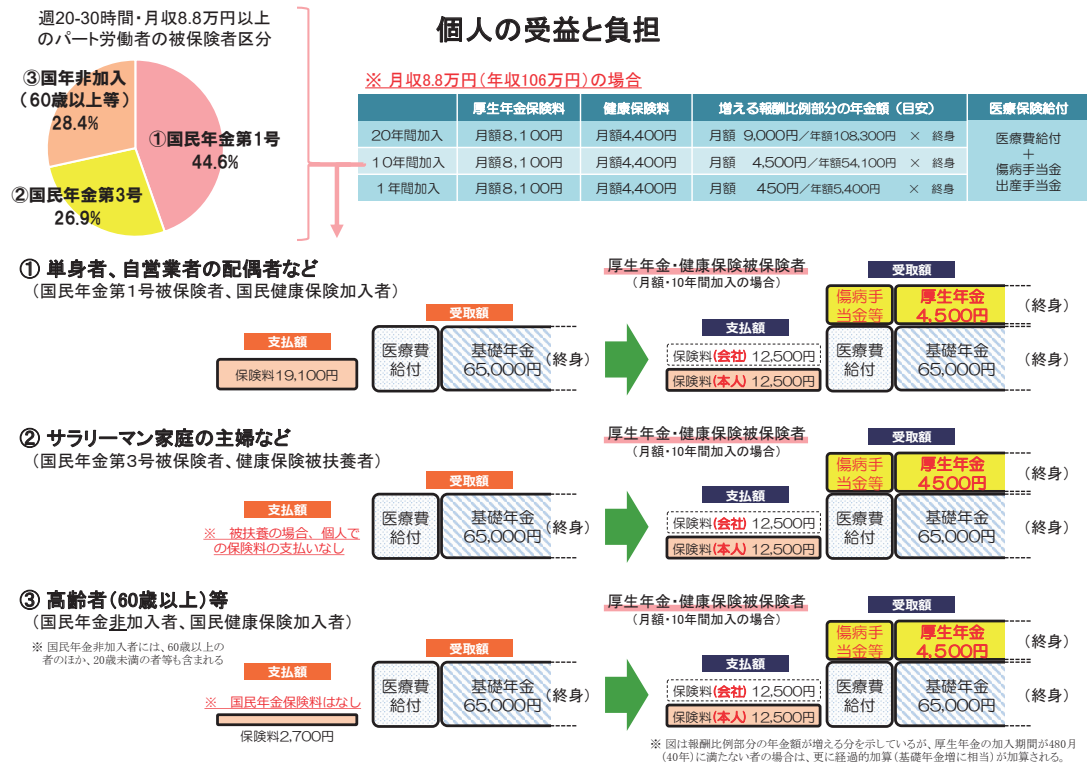 週20-30時間・月収8.8万円以上
のパート労働者の被保険者区分
個人の受益と負担
③国年非加入
(60歳以上等)
28.4%
①国民年金第1号
44.6%
②国民年金第3号
26.9%
※ 月収8.8万円(年収106万円)の場合
厚生年金保険料 健康保険料 増える報酬比例部分の年金額(目安) 医療保険給付
20年間加入 月額8,100円 月額4,400円 月額 9,000円/年額108,300円 × 終身
10年間加入 月額8,100円 月額4,400円 月額 4,500円/年額54,100円 × 終身
1年間加入 月額8,100円 月額4,400円 月額 450円/年額5,400円 × 終身
医療費給付
+
傷病手当金
出産手当金
① 単身者、自営業者の配偶者など
(国民年金第1号被保険者、国民健康保険加入者)
支払額
保険料19,100円
受取額
医療費
給付
基礎年金
65,000円
(終身)
厚生年金・健康保険被保険者
(月額・10年間加入の場合)
支払額
保険料(会社) 12,500円
保険料(本人) 12,500円
受取額
傷病手
当金等
厚生年金
4,500円
(終身)
医療費
給付
基礎年金
65,000円
(終身)
② サラリーマン家庭の主婦など
(国民年金第3号被保険者、健康保険被扶養者)
支払額
※ 被扶養の場合、個人で
の保険料の支払いなし
受取額
医療費
給付
基礎年金
65,000円
(終身)
厚生年金・健康保険被保険者
(月額・10年間加入の場合)
支払額
保険料(会社) 12,500円
保険料(本人) 12,500円
受取額
傷病手
当金等
厚生年金
4500円
(終身)
医療費
給付
基礎年金
65,000円
(終身)
③ 高齢者(60歳以上)等
(国民年金非加入者、国民健康保険加入者)
※ 国民年金非加入者には、60歳以上の
者のほか、20歳未満の者等も含まれる
支払額
※ 国民年金保険料はなし
保険料2,700円
受取額
医療費
給付
基礎年金
65,000円
(終身)
厚生年金・健康保険被保険者
(月額・10年間加入の場合)
支払額
保険料(会社) 12,500円
保険料(本人) 12,500円
受取額
傷病手
当金等
厚生年金
4,500円
(終身)
医療費
給付
基礎年金
65,000円
(終身)
※ 図は報酬比例部分の年金額が増える分を示しているが、厚生年金の加入期間が480月
(40年)に満たない者の場合は、更に経過的加算(基礎年金増に相当)が加算される。